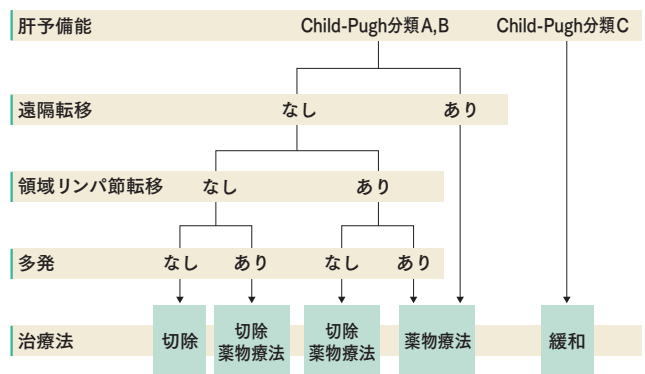 肝予備能 Child-Pugh分類A,B Child-Pugh分類C
遠隔転移 なし あり
領域リンパ節転移 なし あり
多発 なし あり なし あり
治療法 切除 切除 切除 薬物療法 緩和
薬物療法 薬物療法